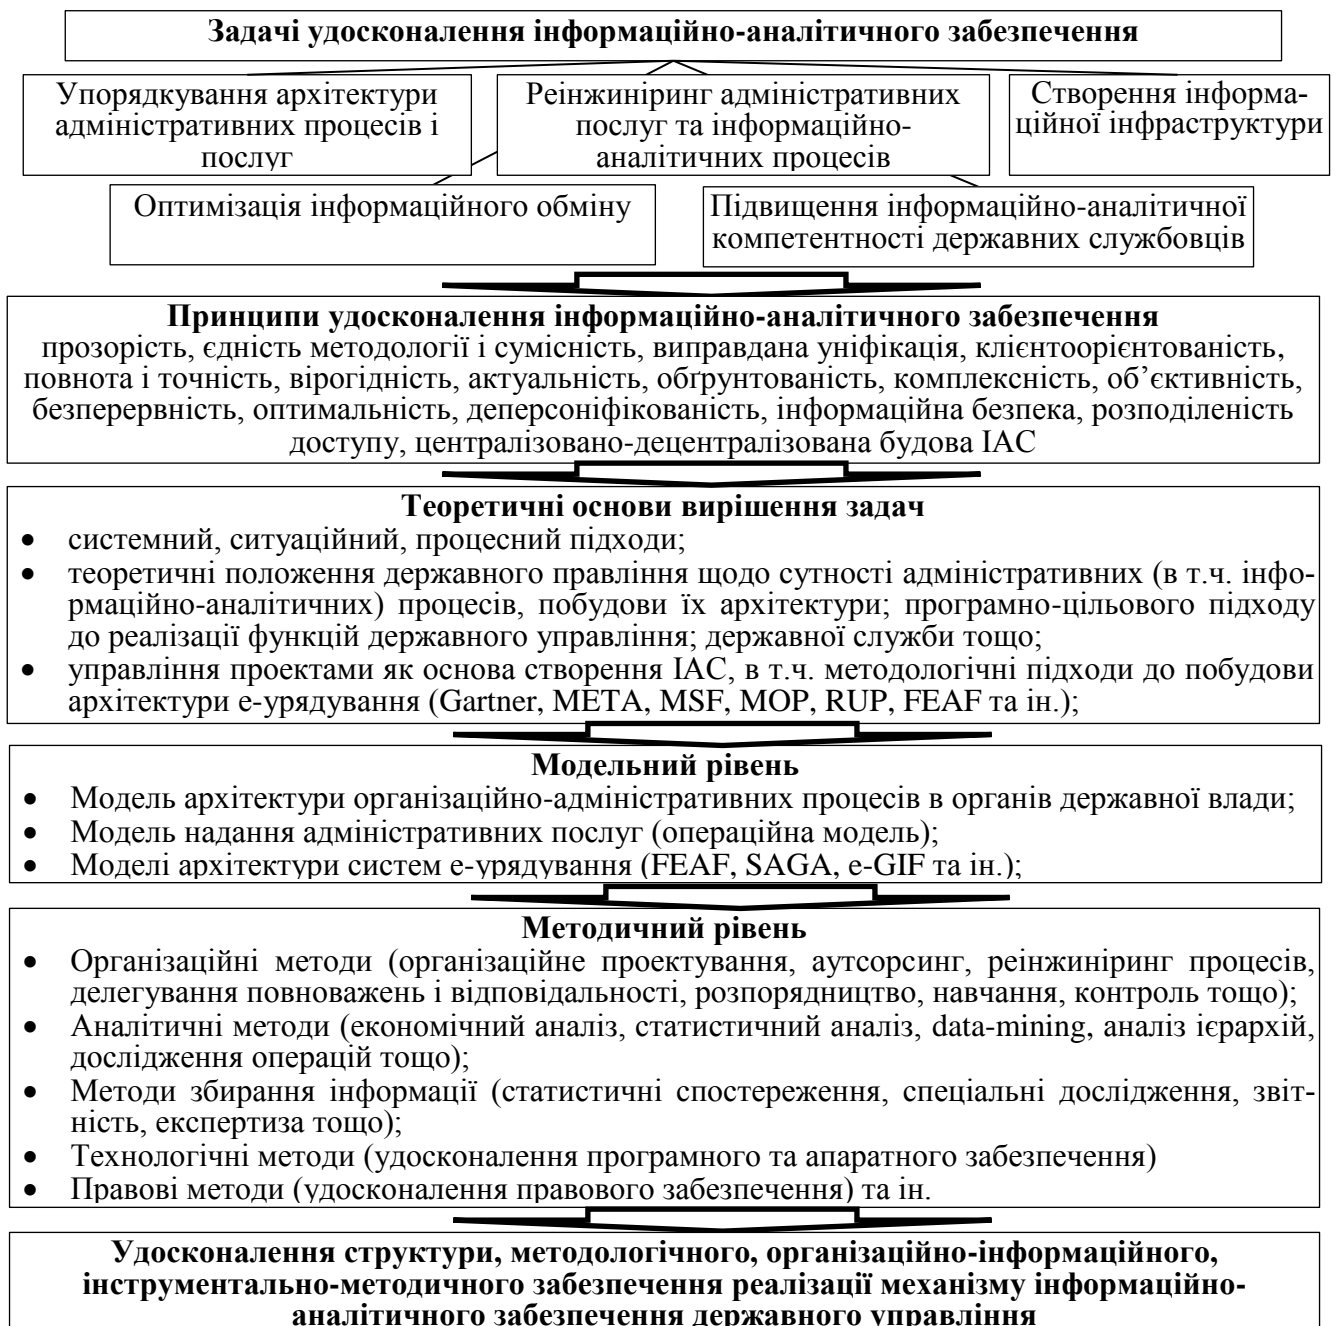 Задачі удосконалення інформаційно-аналітичного забезпечення
Упорядкування архітектури
адміністративних процесів і
послуг
Реінжиніринг адміністративних
послуг та інформаційно-
аналітичних процесів
Створення інформа-
ційної інфраструктури
Оптимізація інформаційного обміну
Підвищення інформаційно-аналітичної
компетентності державних службовців
Принципи удосконалення інформаційно-аналітичного забезпечення
прозорість, єдність методології і сумісність, виправдана уніфікація, клієнтоорієнтованість,
повнота і точність, вірогідність, актуальність, обґрунтованість, комплексність, об’єктивність,
безперервність, оптимальність, деперсоніфікованість, інформаційна безпека, розподіленість
доступу, централізовано-децентралізована будова ІАС
Теоретичні основи вирішення задач
• системний, ситуаційний, процесний підходи;
• теоретичні положення державного правління щодо сутності адміністративних (в т.ч. інфо-
рмаційно-аналітичних) процесів, побудови їх архітектури; програмно-цільового підходу
до реалізації функцій державного управління; державної служби тощо;
• управління проектами як основа створення ІАС, в т.ч. методологічні підходи до побудови
архітектури е-урядування (Gartner, META, MSF, MOP, RUP, FEAF та ін.);
Модельний рівень
• Модель архітектури організаційно-адміністративних процесів в органів державної влади;
• Модель надання адміністративних послуг (операційна модель);
• Моделі архітектури систем е-урядування (FEAF, SAGA, e-GIF та ін.);
Методичний рівень
• Організаційні методи (організаційне проектування, аутсорсинг, реінжиніринг процесів,
делегування повноважень і відповідальності, розпорядництво, навчання, контроль тощо);
• Аналітичні методи (економічний аналіз, статистичний аналіз, data-mining, аналіз ієрархій,
дослідження операцій тощо);
• Методи збирання інформації (статистичні спостереження, спеціальні дослідження, звіт-
ність, експертиза тощо);
• Технологічні методи (удосконалення програмного та апаратного забезпечення)
• Правові методи (удосконалення правового забезпечення) та ін.
Удосконалення структури, методологічного, організаційно-інформаційного,
інструментально-методичного забезпечення реалізації механізму інформаційно-
аналітичного забезпечення державного управління